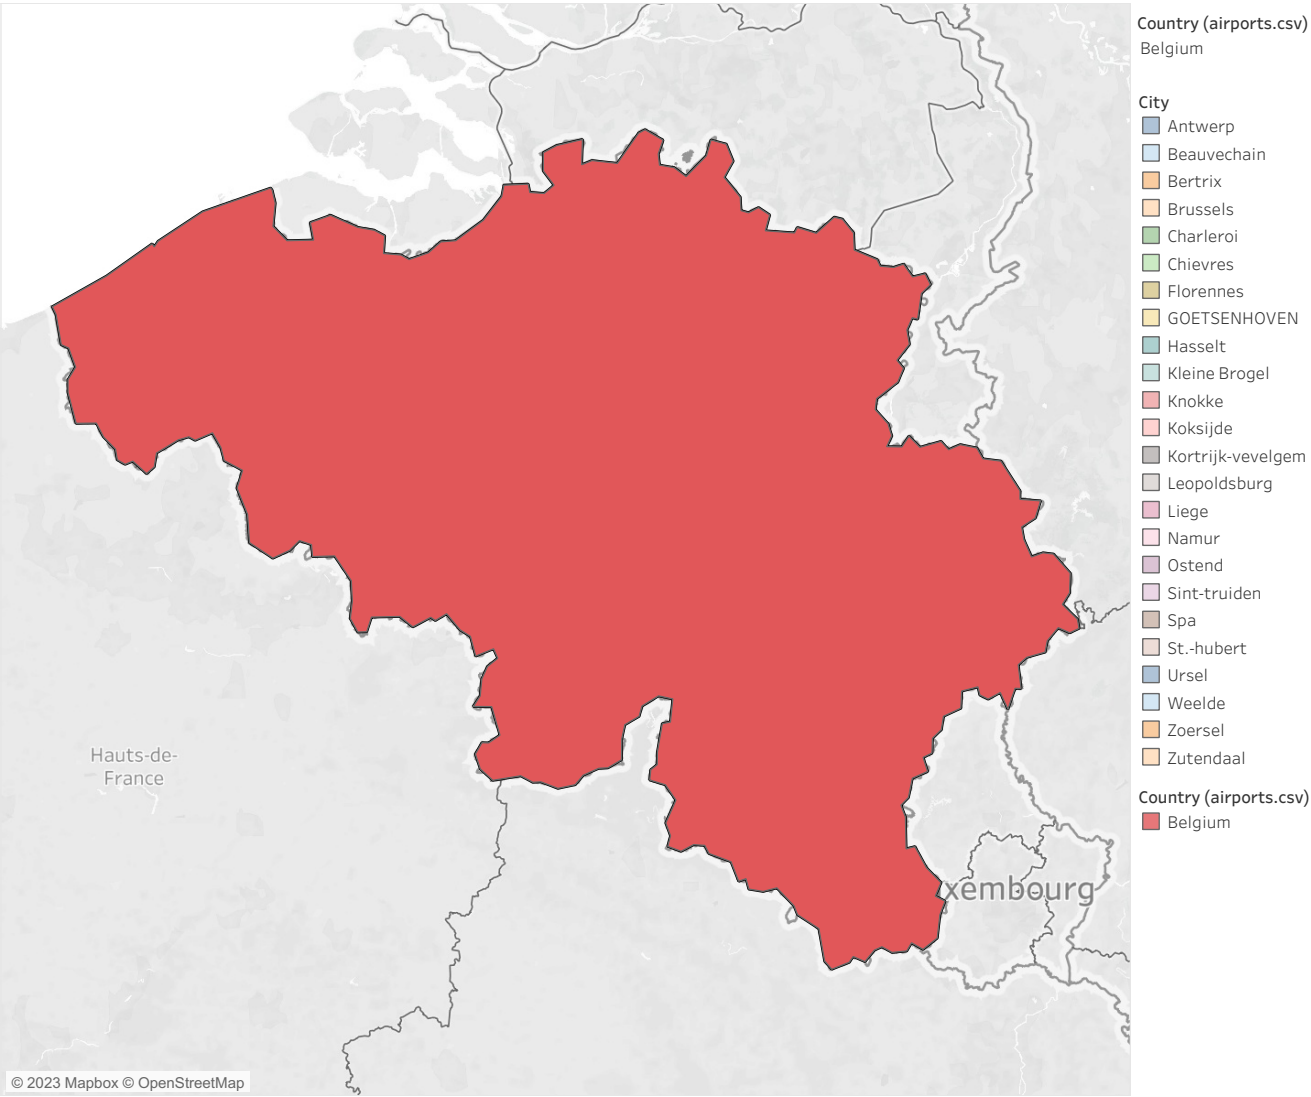 Country (airports.csv)
Belgium
City
Antwerp
Beauvechain
Bertrix
Brussels
Charleroi
Chievres
Florennes
GOETSENHOVEN
Hasselt
Kleine Brogel
Knokke
Koksijde
Kortrijk-vevelgem
Leopoldsburg
Liege
Namur
Ostend
Sint-truiden
Spa
St.-hubert
Ursel
Weelde
Zoersel
Zutendaal
Country (airports.csv)
Belgium
Hauts-de-
France
xembourg
© 2023 Mapbox © OpenStreetMap